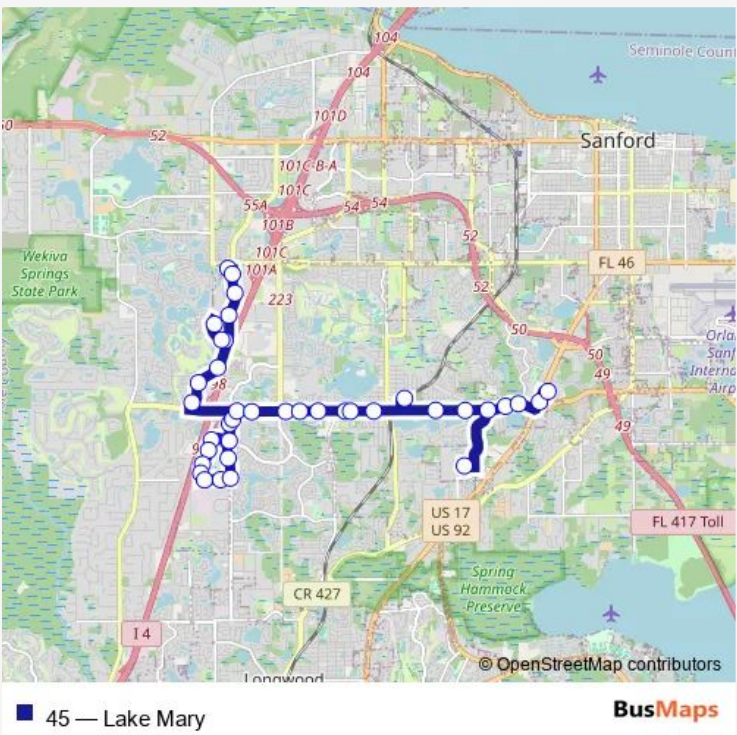 104
Seminole Coun
104
101D
50
52
Sanford
101C-B-A
101C
55A
54
54
101B
52
101C
101A
FL 46
Wekiva
Springs
State Park
223
52
50
Orla
Sanf
Interna
Airp
50
98
49
9
49
US 17
US 92
FL 417 Toll
Spring
Hammock
Preserve
CR 427
I 4
Longwood
© OpenStreetMap contributors
45 — Lake Mary
BusMaps